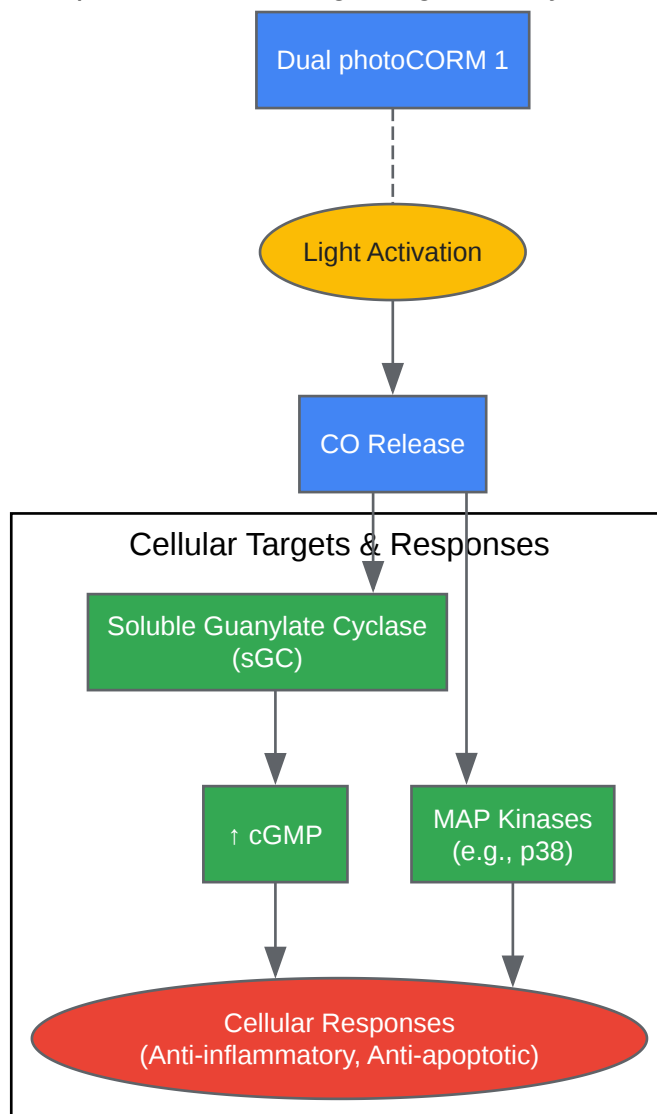 Dual photoCORM 1
Light Activation
CO Release
Cellular Targets & Responses
Soluble Guanylate Cyclase
(sGC)
↑ cGMP
MAP Kinases
(e.g., p38)
Cellular Responses
(Anti-inflammatory, Anti-apoptotic)